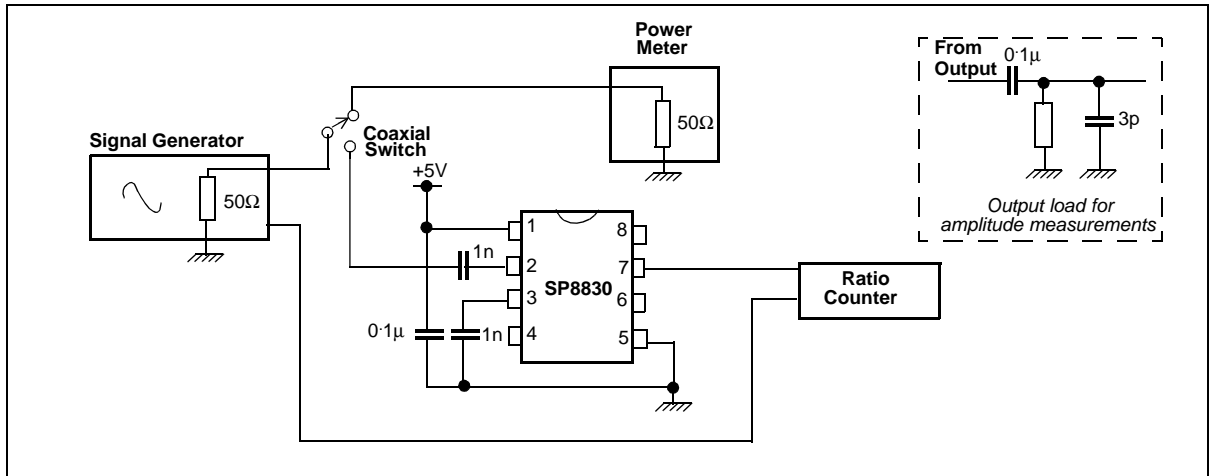 Power
Meter
From
Output
0·1µ
3p
Output load for
amplitude measurements
50Ω
Coaxial
Switch
Signal Generator
50Ω
+5V
1
8
1n
2
7
SP8830
3
6
0·1µ
1n
4
5
Ratio
Counter